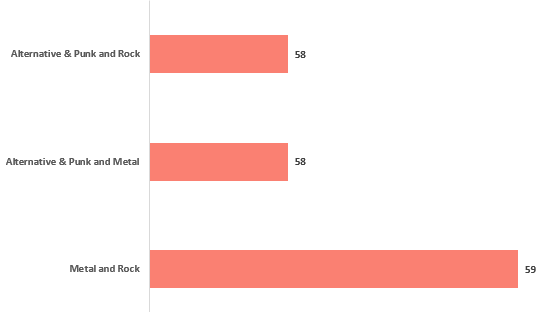 Alternative & Punk and Rock 58
Alternative & Punk and Metal 58
Metal and Rock 59